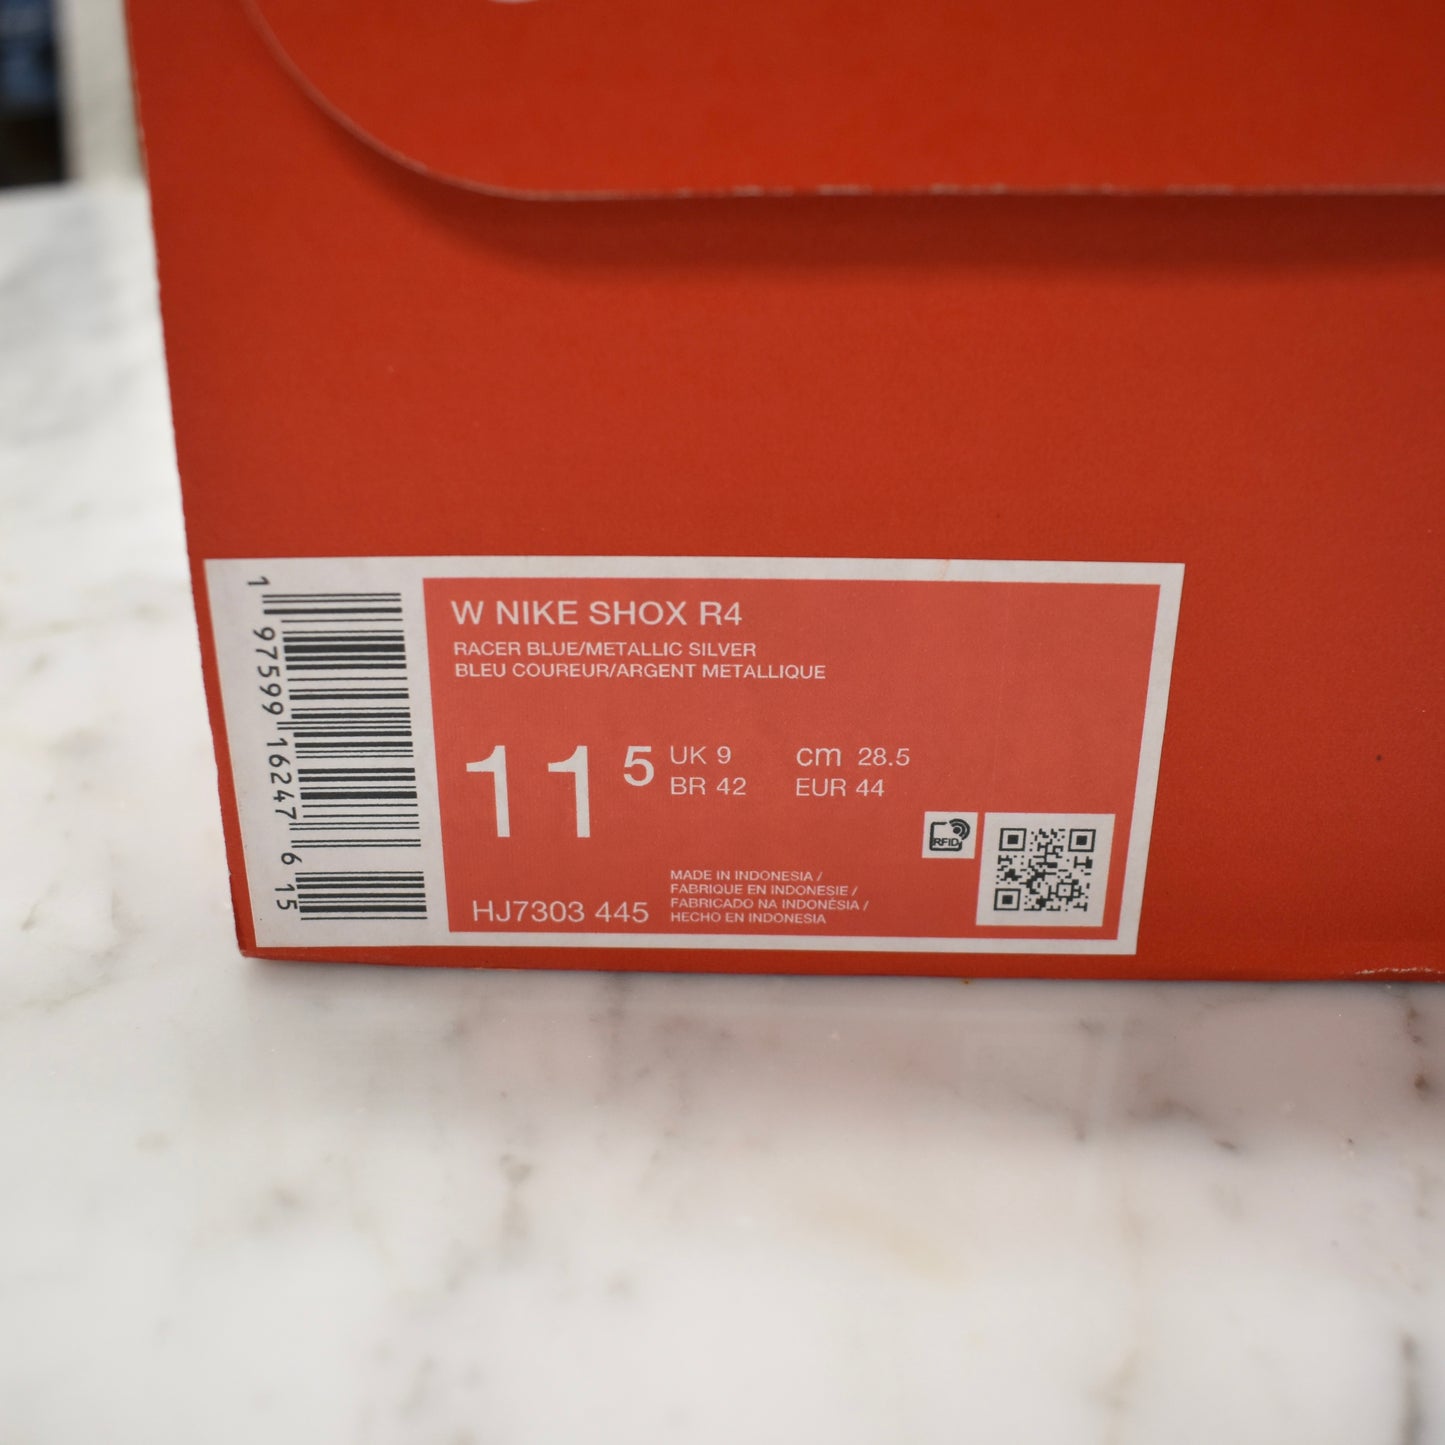 W NIKE SHOX R4
RACER BLUE/METALLIC SILVER
BLEU COUREUR/ARGENT METALLIQUE
11 5
UK 9 cm 28.5
BR 42 EUR 44
RFID
HJ7303 445
MADE IN INDONESIA /
FABRIQUE EN INDONESIE /
FABRICADO NA INDONÉSIA /
HECHO EN INDONESIA
1 97599 16247 6 15